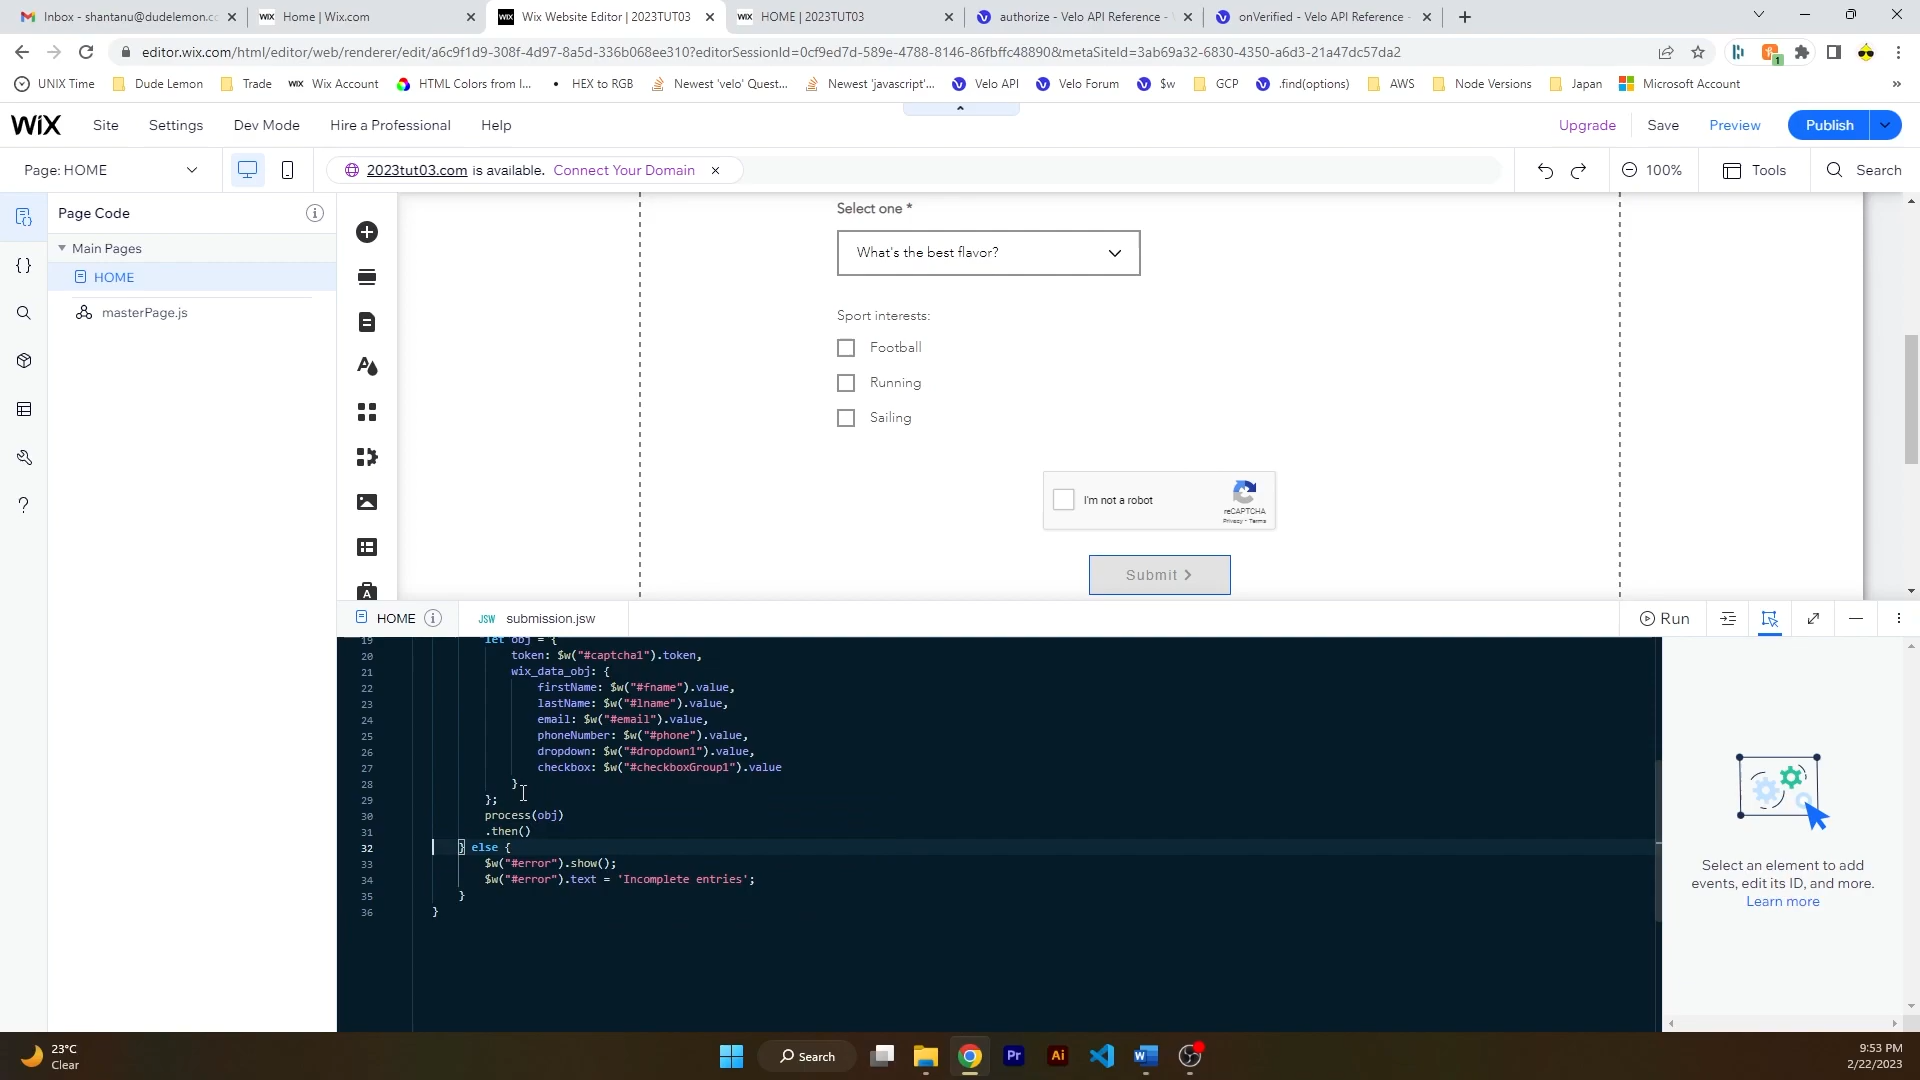 Inbox - shantanu@dudelemon.cc
Home | Wix.com
Wix Website Editor | 2023TUT03
HOME | 2023TUT03
authorize - Velo API Reference -
onVerified - Velo API Reference -
editor.wix.com/html/editor/web/renderer/edit/a6c9f1d9-308f-4d97-8a5d-336b068ee310?editorSessionId=0cf9ed7d-589e-4788-8146-86fbffc48890&metaSiteId=3ab69a32-6830-4350-a6d3-21a47dc57da2
UNIX Time
Dude Lemon
Trade
WIX Wix Account
HTML Colors from I...
HEX to RGB
Newest 'velo' Quest...
Newest 'javascript'...
Velo API
Velo Forum
$w
GCP
.find(options)
AWS
Node Versions
Japan
Microsoft Account
WIX
Site
Settings
Dev Mode
Hire a Professional
Help
Upgrade
Save
Preview
Publish
Page: HOME
2023tut03.com is available. Connect Your Domain
100%
Tools
Search
Page Code
Main Pages
HOME
masterPage.js
Select one *
What's the best flavor?
Sport interests:
Football
Running
Sailing
I'm not a robot
reCAPTCHA
Privacy - Terms
Submit >
HOME
JSW submission.jsw
Run
19 let obj = {
20 token: $w("#captcha1").token,
21 wix_data_obj: {
22 firstName: $w("#fname").value,
23 lastName: $w("#lname").value,
24 email: $w("#email").value,
25 phoneNumber: $w("#phone").value,
26 dropdown: $w("#dropdown1").value,
27 checkbox: $w("#checkboxGroup1").value
28 }
29 };
30 process(obj)
31 .then()
32 } else {
33 $w("#error").show();
34 $w("#error").text = 'Incomplete entries';
35 }
36 }
Select an element to add
events, edit its ID, and more.
Learn more
23°C
Clear
Search
Pr
Ai
9:53 PM
2/22/2023